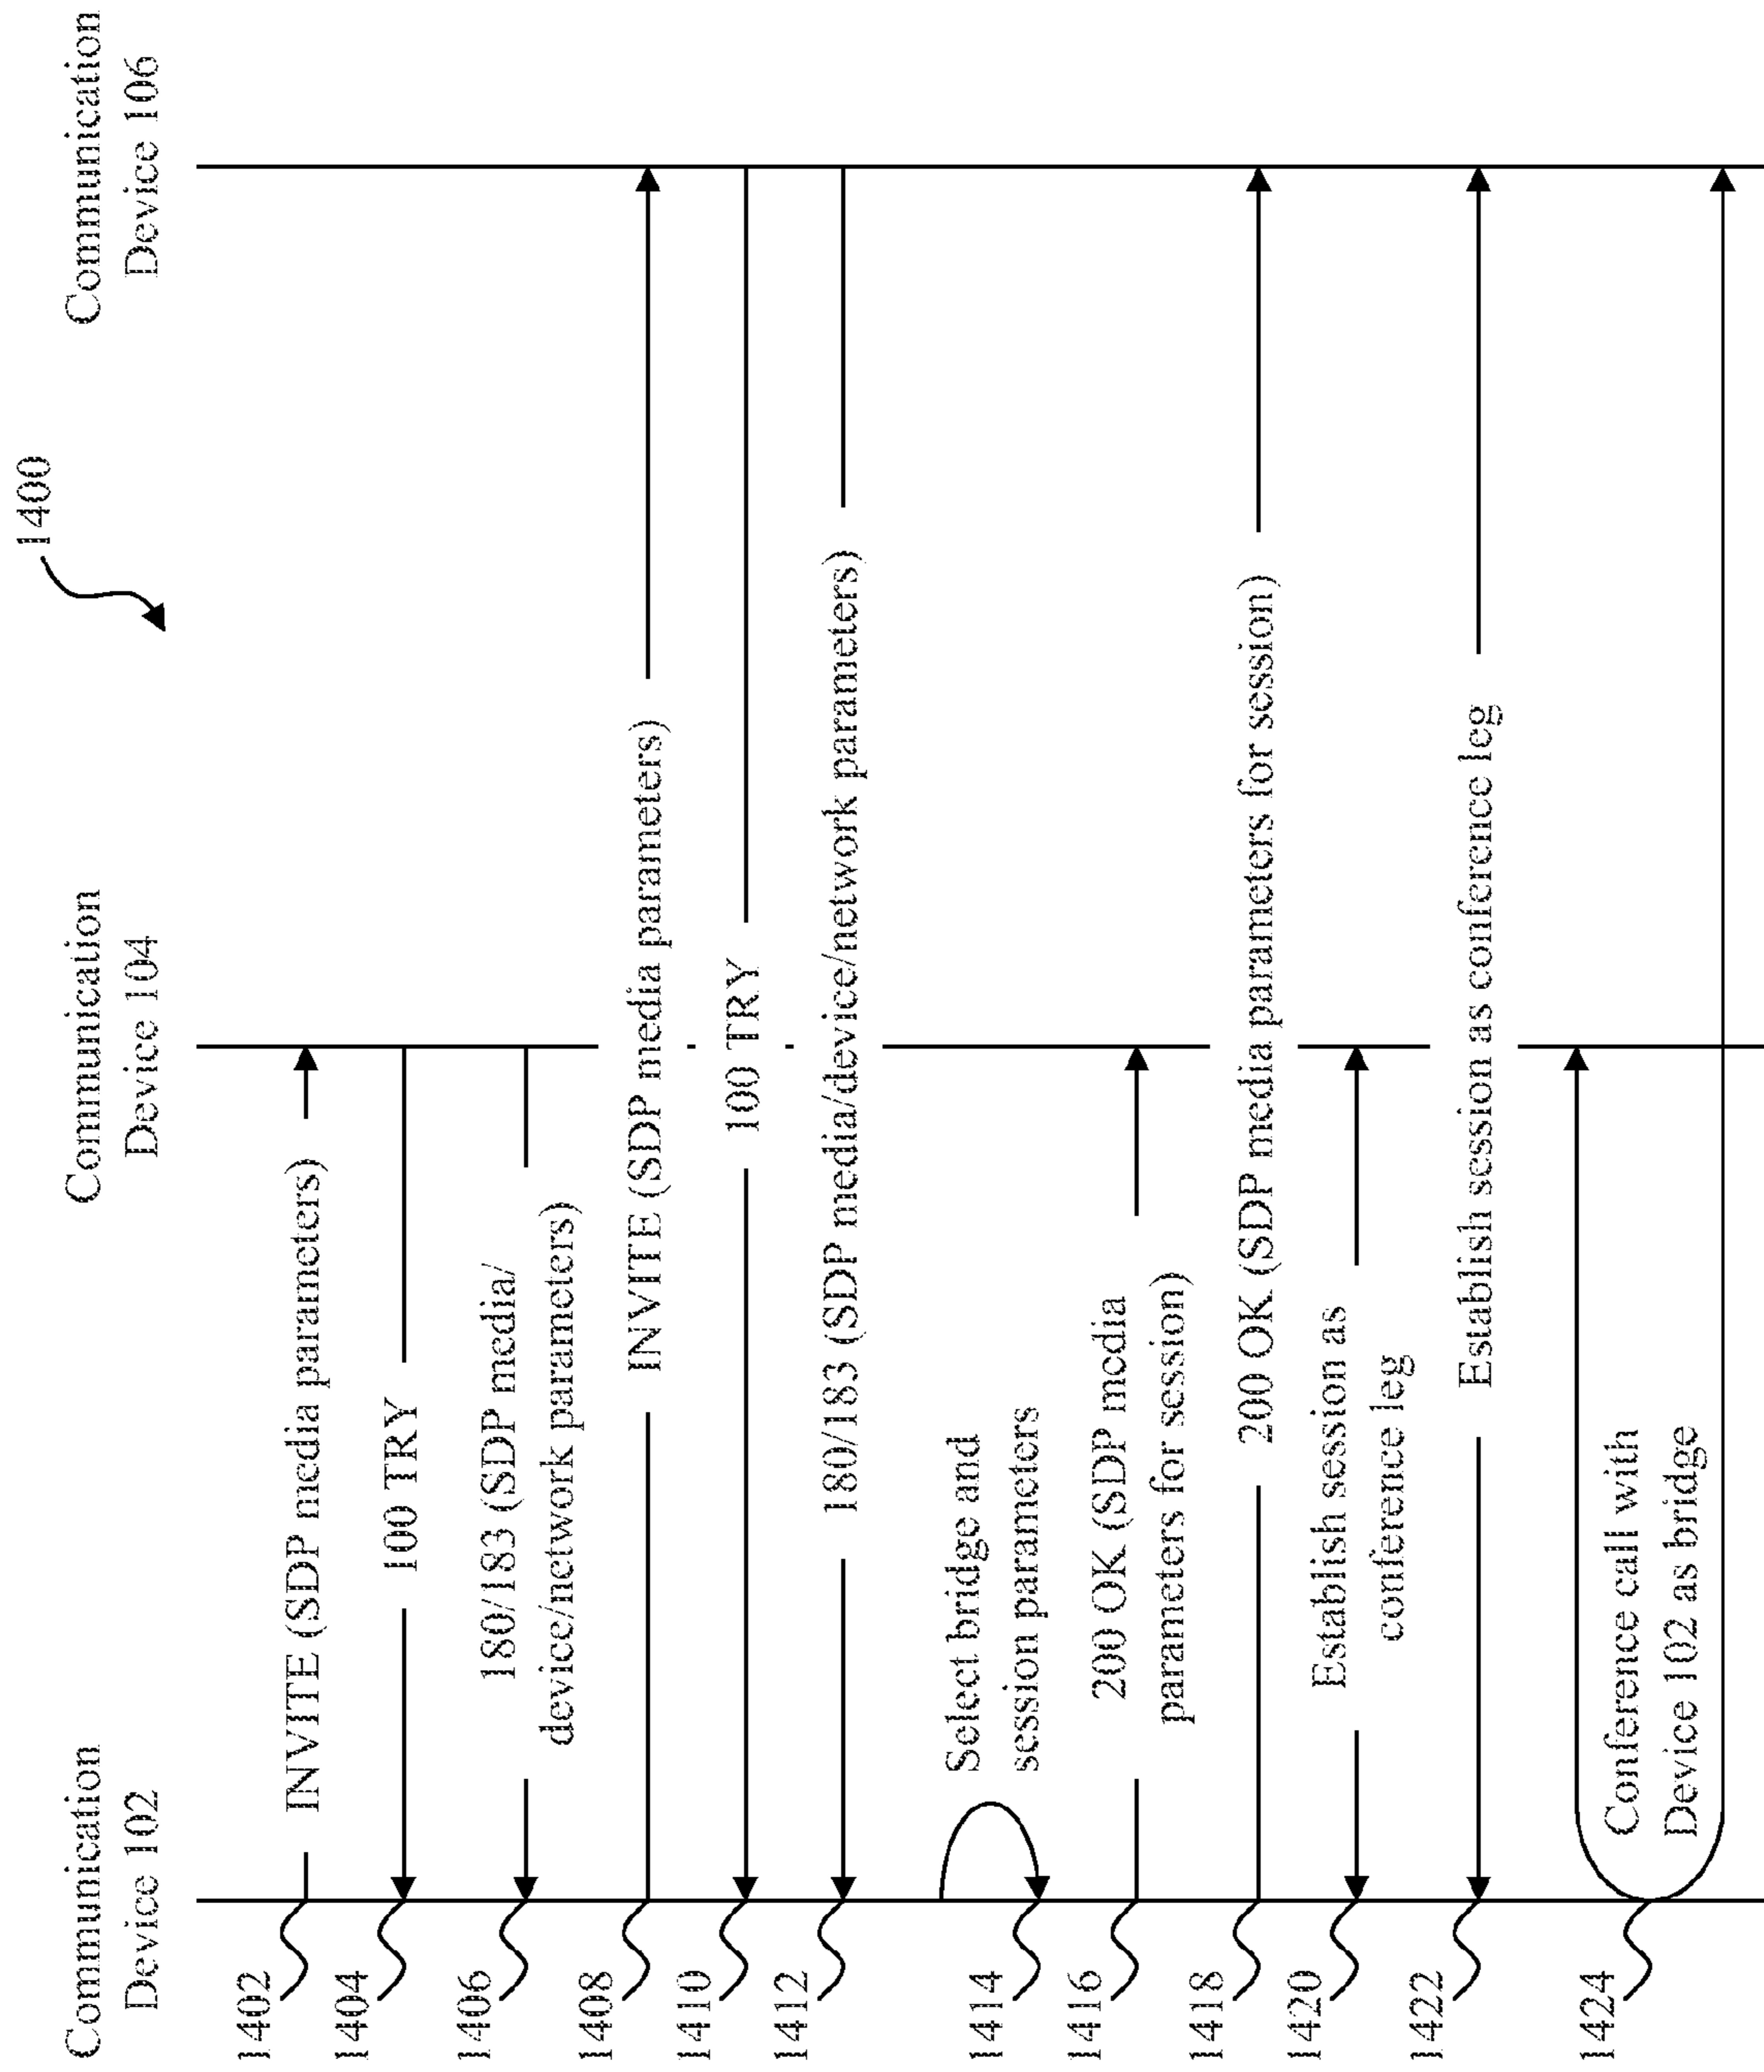 1400
Communication
Device 102
Communication
Device 104
Communication
Device 106
1402
INVITE (SDP media parameters)
1404
100 TRY
1406
180/183 (SDP media/
device/network parameters)
1408
INVITE (SDP media parameters)
1410
100 TRY
1412
180/183 (SDP media/device/network parameters)
1414
Select bridge and
session parameters
1416
200 OK (SDP media
parameters for session)
1418
200 OK (SDP media parameters for session)
1420
Establish session as
conference leg
1422
Establish session as conference leg
1424
Conference call with
Device 102 as bridge